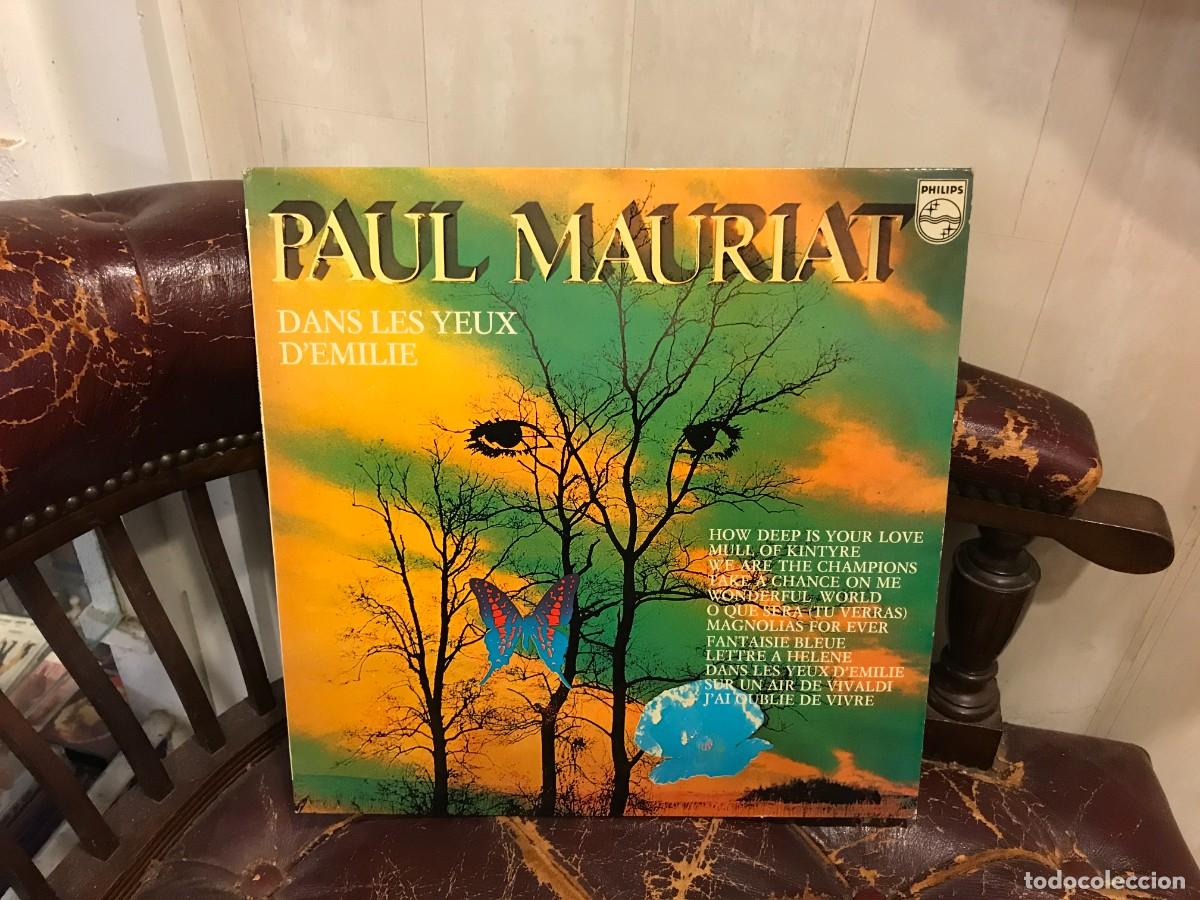 PHILIPS
PAUL MAURIAT
DANS LES YEUX
D'EMILIE
HOW DEEP IS YOUR LOVE
MULL OF KINTYRE
WE ARE THE CHAMPIONS
TAKE A CHANCE ON ME
WONDERFUL WORLD
O QUE SERA (TU VERRAS)
MAGNOLIAS FOR EVER
FANTAISIE BLEUE
LETTRE A HELENE
DANS LES YEUX D'EMILIE
SUR UN AIR DE VIVALDI
J'AI OUBLIE DE VIVRE
todocoleccion